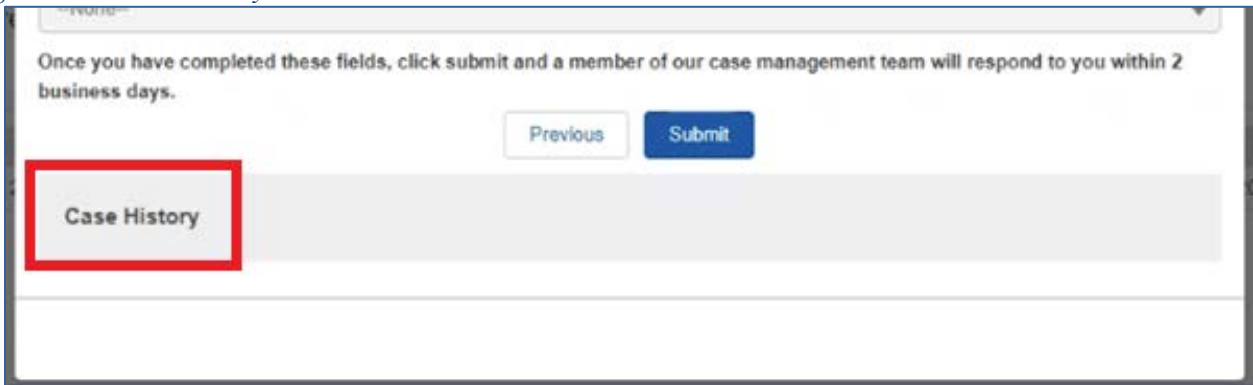 --None--
Once you have completed these fields, click submit and a member of our case management team will respond to you within 2
business days.
Previous Submit
Case History